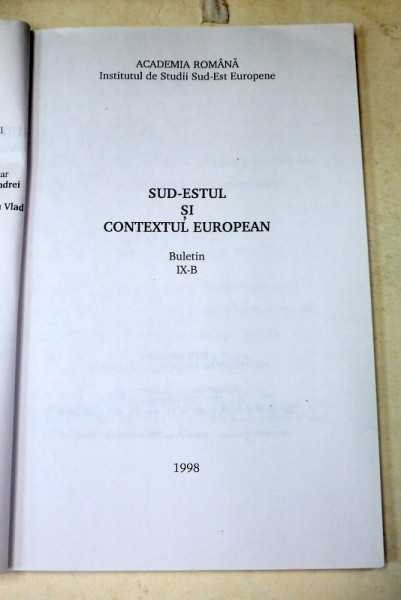 ndrei
Vlad
ACADEMIA ROMÂNĂ
Institutul de Studii Sud-Est Europene
SUD-ESTUL
ȘI
CONTEXTUL EUROPEAN
Buletin
IX-B
1998